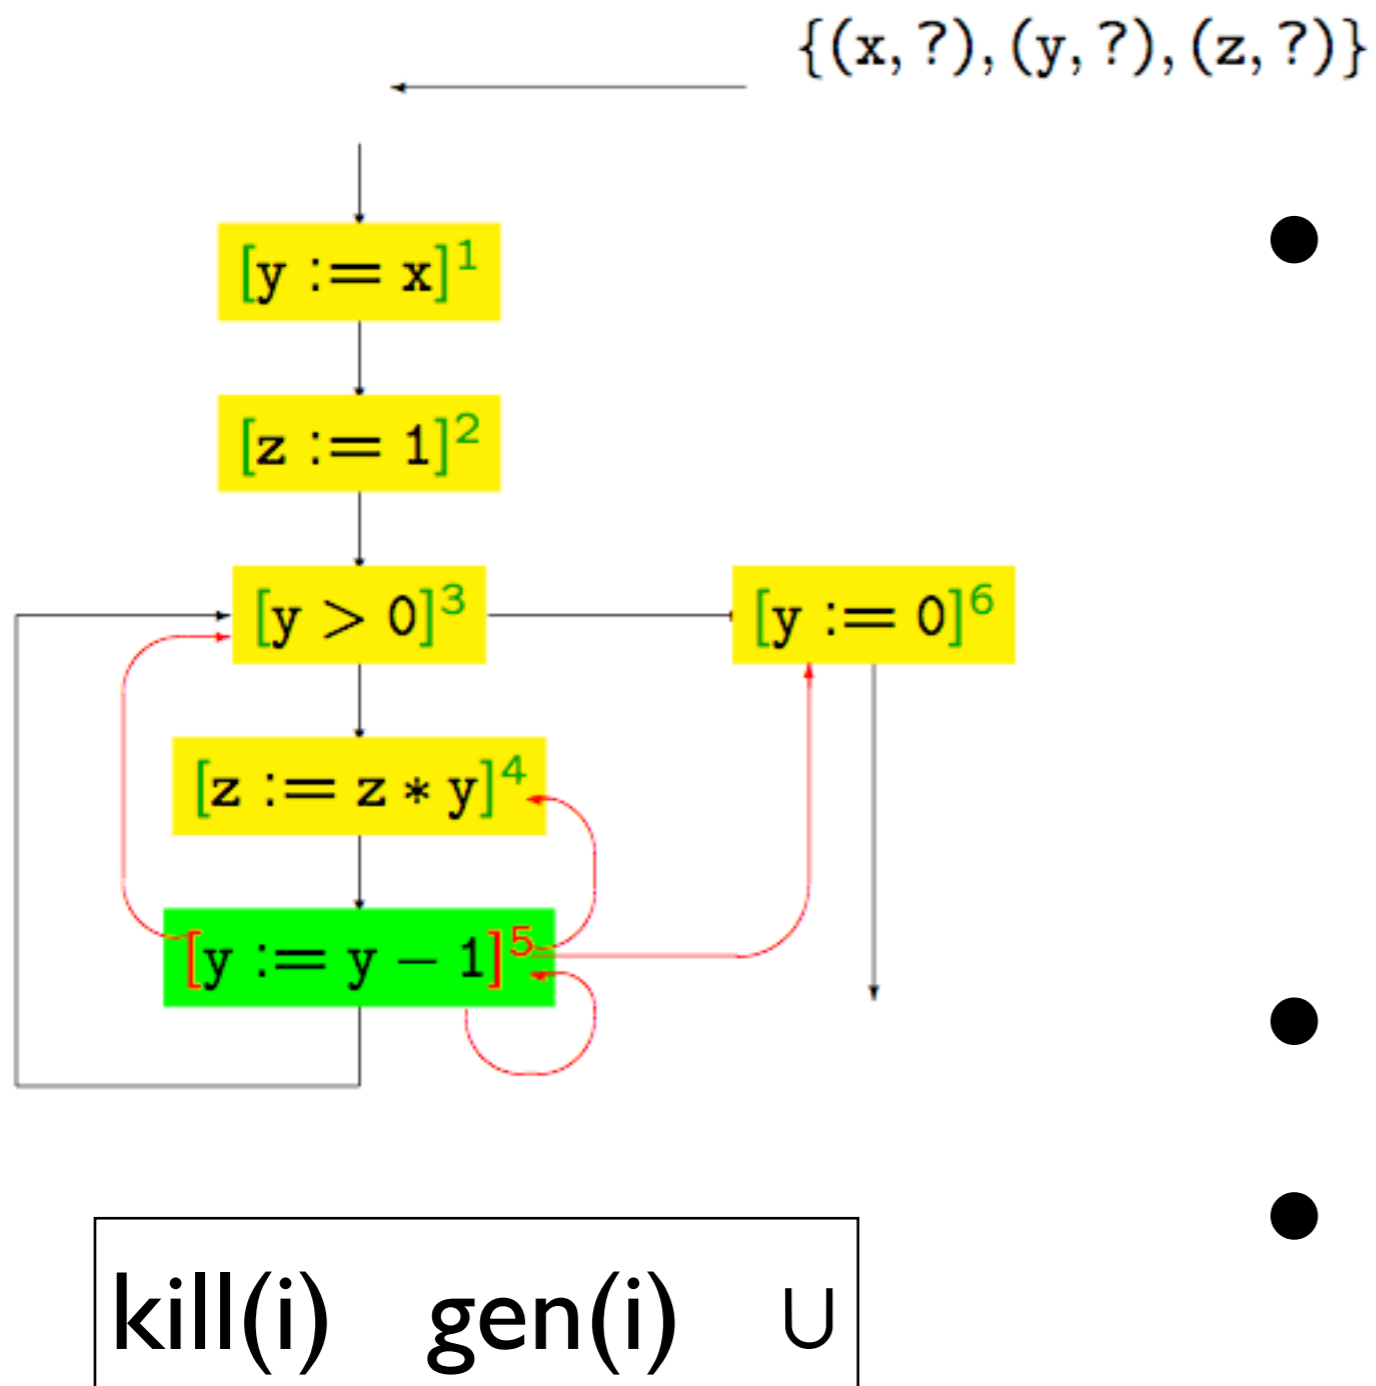 {(x, ?), (y, ?), (z, ?)}
[y := x]¹
[z := 1]²
[y > 0]³
[y := 0]⁶
[z := z * y]⁴
[y := y − 1]⁵
kill(i) gen(i) ∪